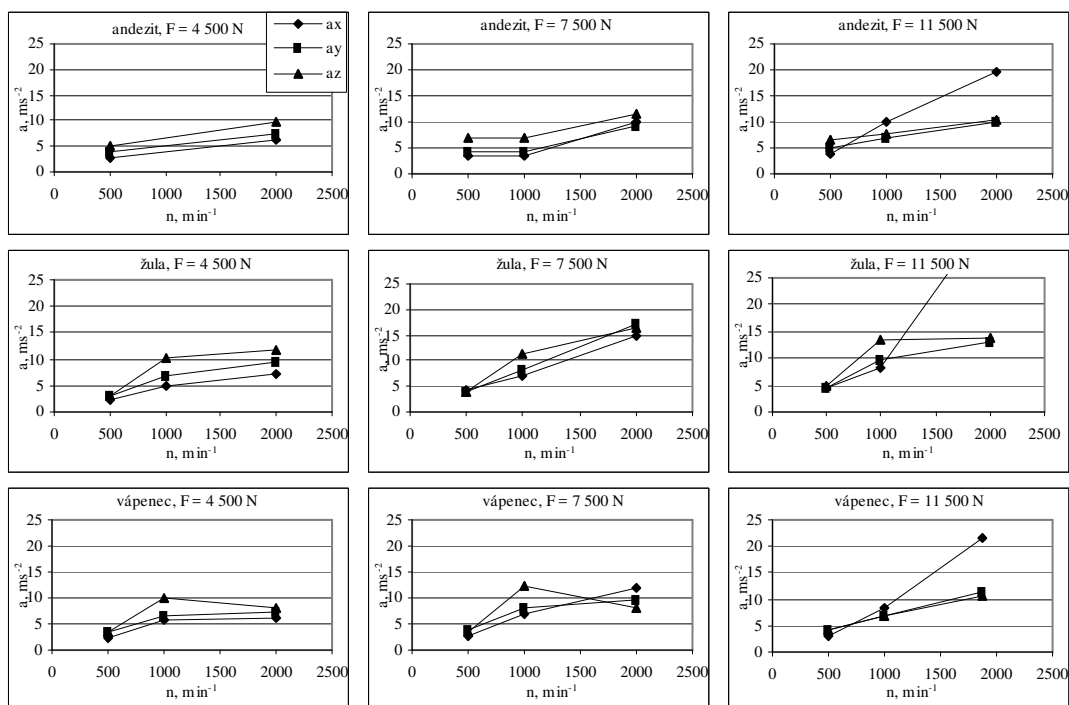 andezit, F = 4 500 N
ax
ay
az
a, ms-2
25
20
15
10
5
0
0 500 1000 1500 2000 2500
n, min-1
andezit, F = 7 500 N
a, ms-2
25
20
15
10
5
0
0 500 1000 1500 2000 2500
n, min-1
andezit, F = 11 500 N
a, ms-2
25
20
15
10
5
0
0 500 1000 1500 2000 2500
n, min-1
žula, F = 4 500 N
a, ms-2
25
20
15
10
5
0
0 500 1000 1500 2000 2500
n, min-1
žula, F = 7 500 N
a, ms-2
25
20
15
10
5
0
0 500 1000 1500 2000 2500
n, min-1
žula, F = 11 500 N
a, ms-2
25
20
15
10
5
0
0 500 1000 1500 2000 2500
n, min-1
vápenec, F = 4 500 N
a, ms-2
25
20
15
10
5
0
0 500 1000 1500 2000 2500
n, min-1
vápenec, F = 7 500 N
a, ms-2
25
20
15
10
5
0
0 500 1000 1500 2000 2500
n, min-1
vápenec, F = 11 500 N
a, ms-2
25
20
15
10
5
0
0 500 1000 1500 2000 2500
n, min-1